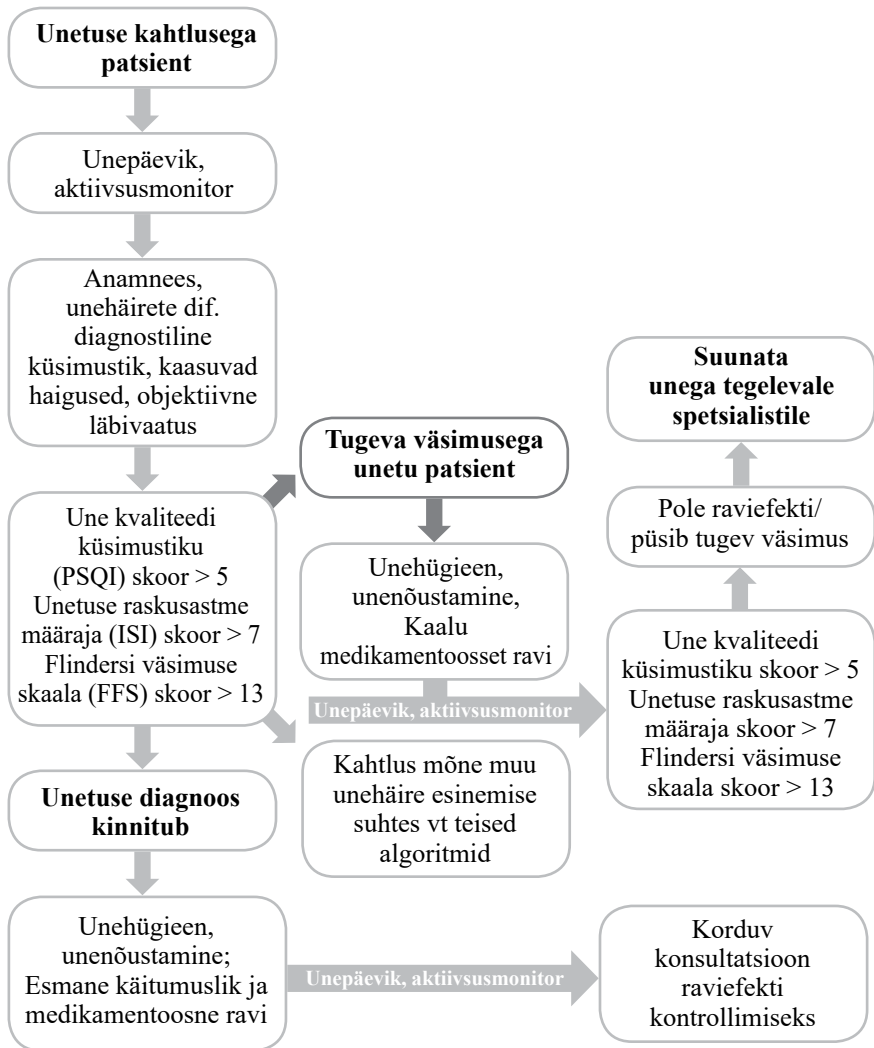 Unetuse kahtlusega
patsient
Unepäevik,
aktiivsusmonitor
Anamnees,
unehäirete dif.
diagnostiline
küsimustik, kaasuvad
haigused, objektiivne
läbivaatus
Une kvaliteedi
küsimustiku
(PSQI) skoor > 5
Unetuse raskusastme
määraja (ISI) skoor > 7
Flindersi väsimuse
skaala (FFS) skoor > 13
Unetuse diagnoos
kinnitub
Unehügieen,
unenõustamine;
Esmane käitumuslik ja
medikamentoosne ravi
Tugeva väsimusega
unetu patsient
Unehügieen,
unenõustamine,
Kaalu
medikamentoosset ravi
Unepäevik, aktiivsusmonitor
Kahtlus mõne muu
unehäire esinemise
suhtes vt teised
algoritmid
Unepäevik, aktiivsusmonitor
Suunata
unega tegelevale
spetsialistile
Pole raviefekti/
püsib tugev väsimus
Une kvaliteedi
küsimustiku skoor > 5
Unetuse raskusastme
määraja skoor > 7
Flindersi väsimuse
skaala skoor > 13
Korduv
konsultatsioon
raviefekti
kontrollimiseks